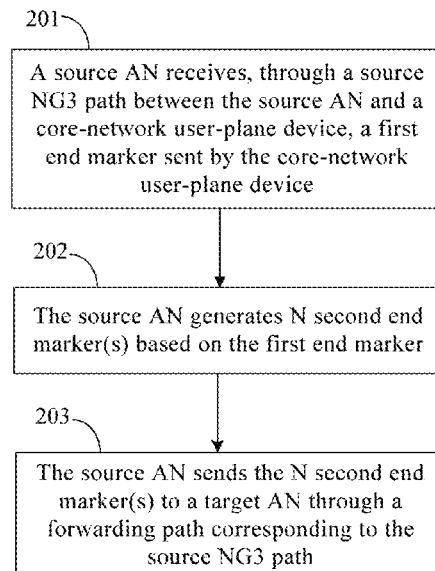 201
A source AN receives, through a source
NG3 path between the source AN and a
core-network user-plane device, a first
end marker sent by the core-network
user-plane device
202
The source AN generates N second end
marker(s) based on the first end marker
203
The source AN sends the N second end
marker(s) to a target AN through a
forwarding path corresponding to the
source NG3 path